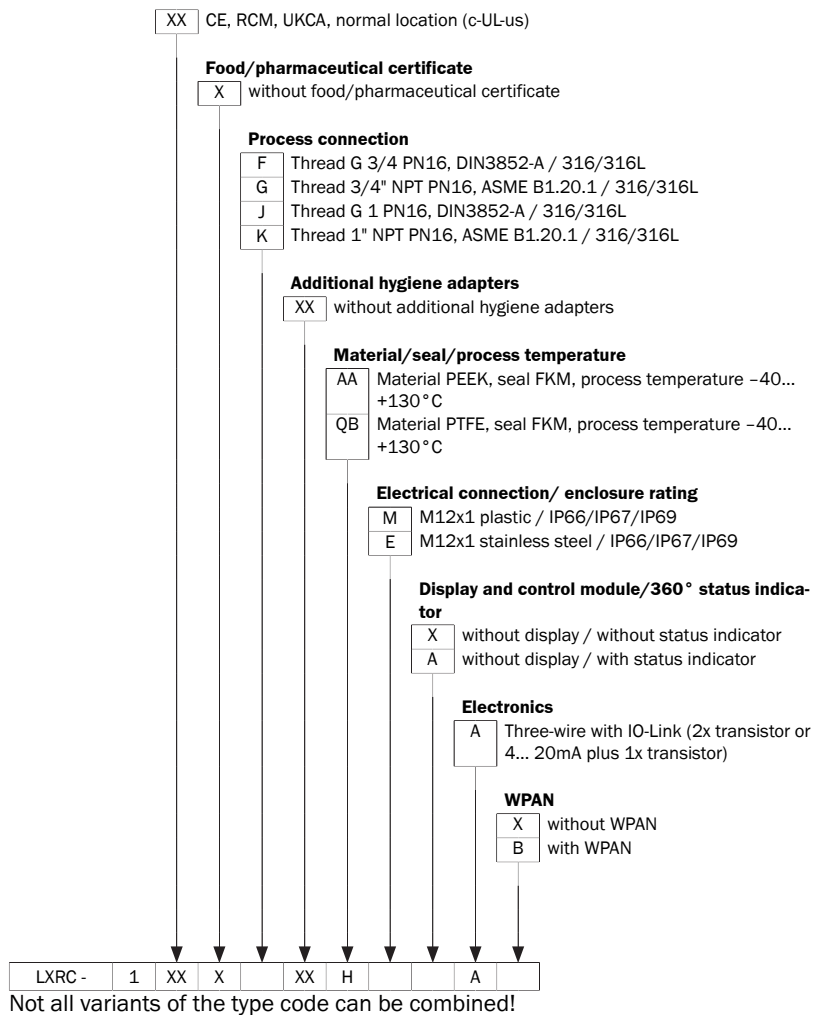 XX CE, RCM, UKCA, normal location (c-UL-us)
Food/pharmaceutical certificate
X without food/pharmaceutical certificate
Process connection
F Thread G 3/4 PN16, DIN3852-A / 316/316L
G Thread 3/4" NPT PN16, ASME B1.20.1 / 316/316L
J Thread G 1 PN16, DIN3852-A / 316/316L
K Thread 1" NPT PN16, ASME B1.20.1 / 316/316L
Additional hygiene adapters
XX without additional hygiene adapters
Material/seal/process temperature
AA Material PEEK, seal FKM, process temperature –40...
+130°C
QB Material PTFE, seal FKM, process temperature –40...
+130°C
Electrical connection/ enclosure rating
M M12x1 plastic / IP66/IP67/IP69
E M12x1 stainless steel / IP66/IP67/IP69
Display and control module/360° status indica-
tor
X without display / without status indicator
A without display / with status indicator
Electronics
A Three-wire with IO-Link (2x transistor or
4... 20mA plus 1x transistor)
WPAN
X without WPAN
B with WPAN
LXRC - 1 XX X XX H A
Not all variants of the type code can be combined!